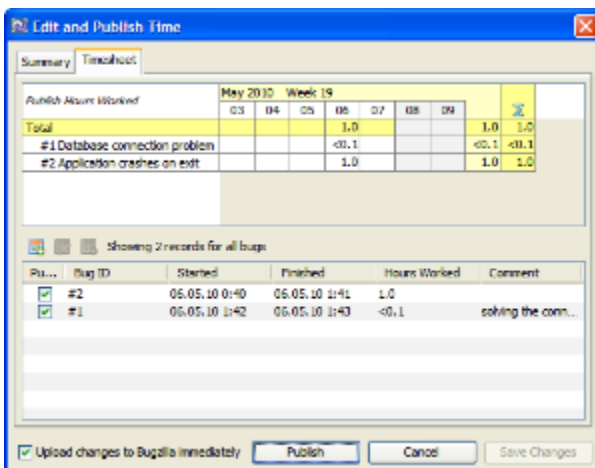 Edit and Publish Time
Summary Timesheet
Publish Hours Worked May 2010 Week 19
03 04 05 06 07 08 09 Σ
Total 1.0 1.0 1.0
#1 Database connection problem <0.1 <0.1 <0.1
#2 Application crashes on exit 1.0 1.0 1.0
Showing 2 records for all bugs
Pu... Bug ID Started Finished Hours Worked Comment
#2 06.05.10 0:40 06.05.10 1:41 1.0
#1 06.05.10 1:42 06.05.10 1:43 <0.1 solving the conn...
Upload changes to Bugzilla immediately Publish Cancel Save Changes